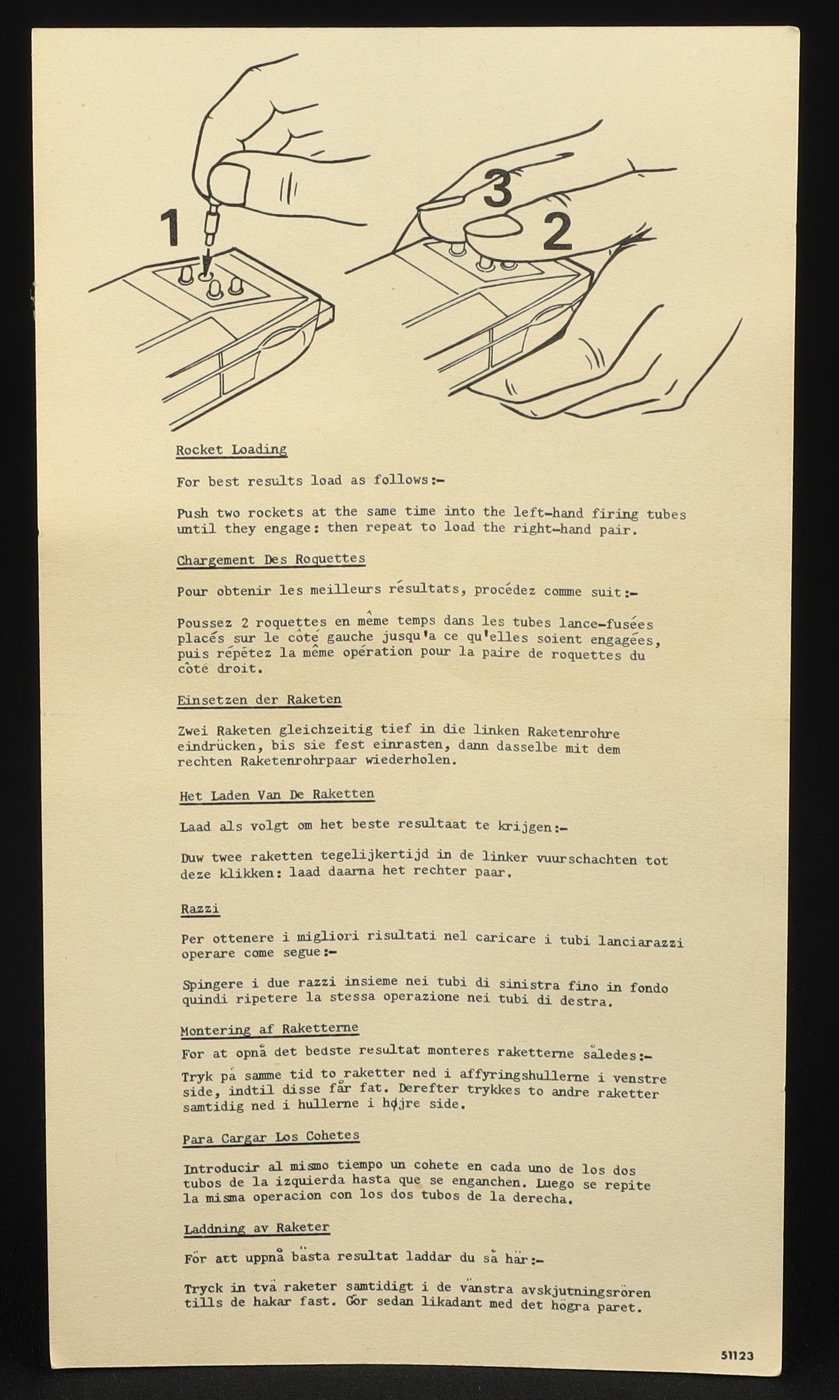 1
3
2
Rocket Loading
For best results load as follows:-
Push two rockets at the same time into the left-hand firing tubes
until they engage: then repeat to load the right-hand pair.
Chargement Des Roquettes
Pour obtenir les meilleurs résultats, procédez comme suit:-
Poussez 2 roquettes en même temps dans les tubes lance-fusées
placés sur le côté gauche jusqu'a ce qu'elles soient engagées,
puis répétez la même opération pour la paire de roquettes du
côté droit.
Einsetzen der Raketen
Zwei Raketen gleichzeitig tief in die linken Raketenrohre
eindrücken, bis sie fest einrasten, dann dasselbe mit dem
rechten Raketenrohrpaar wiederholen.
Het Laden Van De Raketten
Laad als volgt om het beste resultaat te krijgen:-
Duw twee raketten tegelijkertijd in de linker vuurschachten tot
deze klikken: laad daarna het rechter paar.
Razzi
Per ottenere i migliori risultati nel caricare i tubi lanciarazzi
operare come segue:-
Spingere i due razzi insieme nei tubi di sinistra fino in fondo
quindi ripetere la stessa operazione nei tubi di destra.
Montering af Raketterne
For at opnå det bedste resultat monteres raketterne således:-
Tryk på samme tid to raketter ned i affyringshullerne i venstre
side, indtil disse får fat. Derefter trykkes to andre raketter
samtidig ned i hullerne i højre side.
Para Cargar Los Cohetes
Introducir al mismo tiempo un cohete en cada uno de los dos
tubos de la izquierda hasta que se enganchen. Luego se repite
la misma operacion con los dos tubos de la derecha.
Laddning av Raketer
För att uppnå bästa resultat laddar du så här:-
Tryck in två raketer samtidigt i de vänstra avskjutningsrören
tills de hakar fast. Gör sedan likadant med det högra paret.
51123